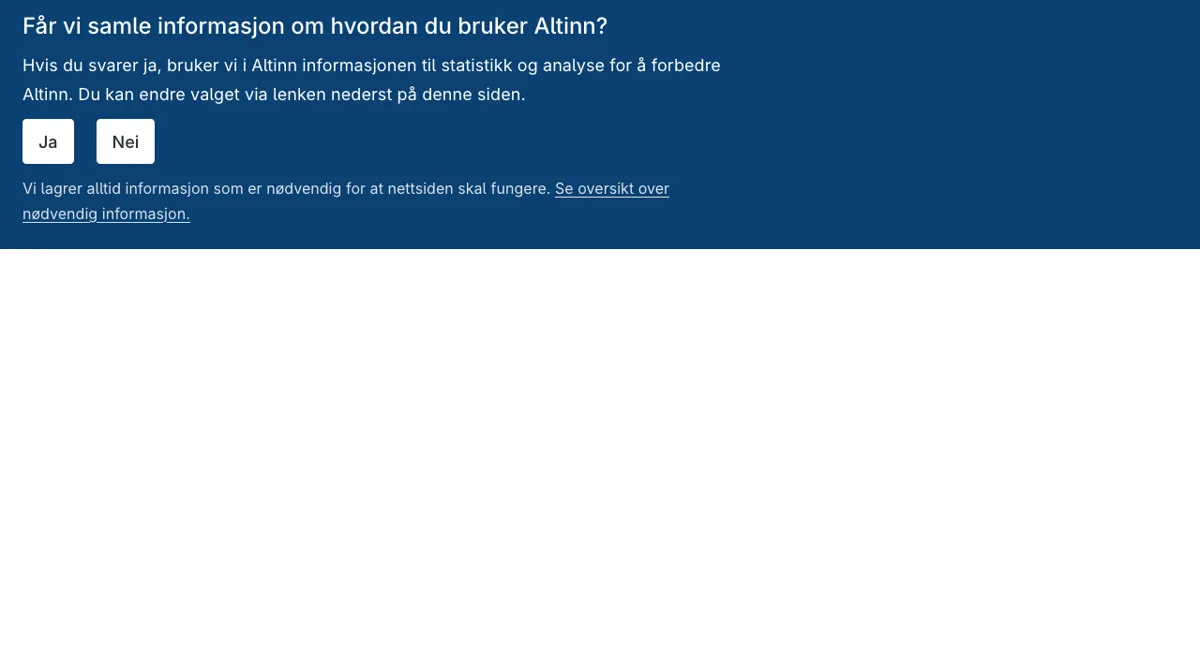 Får vi samle informasjon om hvordan du bruker Altinn?
Hvis du svarer ja, bruker vi i Altinn informasjonen til statistikk og analyse for å forbedre
Altinn. Du kan endre valget via lenken nederst på denne siden.
Ja
Nei
Vi lagrer alltid informasjon som er nødvendig for at nettsiden skal fungere. Se oversikt over
nødvendig informasjon.